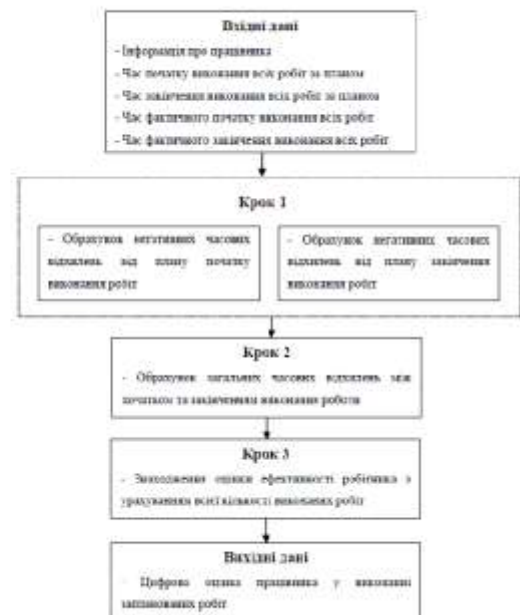 Вхідні дані
- Інформація про працівника
- Час початку виконання всіх робіт за планом
- Час закінчення виконання всіх робіт за планом
- Час фактичного початку виконання всіх робіт
- Час фактичного закінчення виконання всіх робіт
Крок 1
- Обрахунок негативних часових
відхилень від плану початку
виконання робіт
- Обрахунок негативних часових
відхилень від плану закінчення
виконання робіт
Крок 2
- Обрахунок загальних часових відхилень між
початком та закінченням виконання роботи
Крок 3
- Знаходження оцінки ефективності робітника з
урахуванням всієї кількості виконаних робіт
Вихідні дані
- Цифрова оцінка працівника у виконанні
запланованих робіт